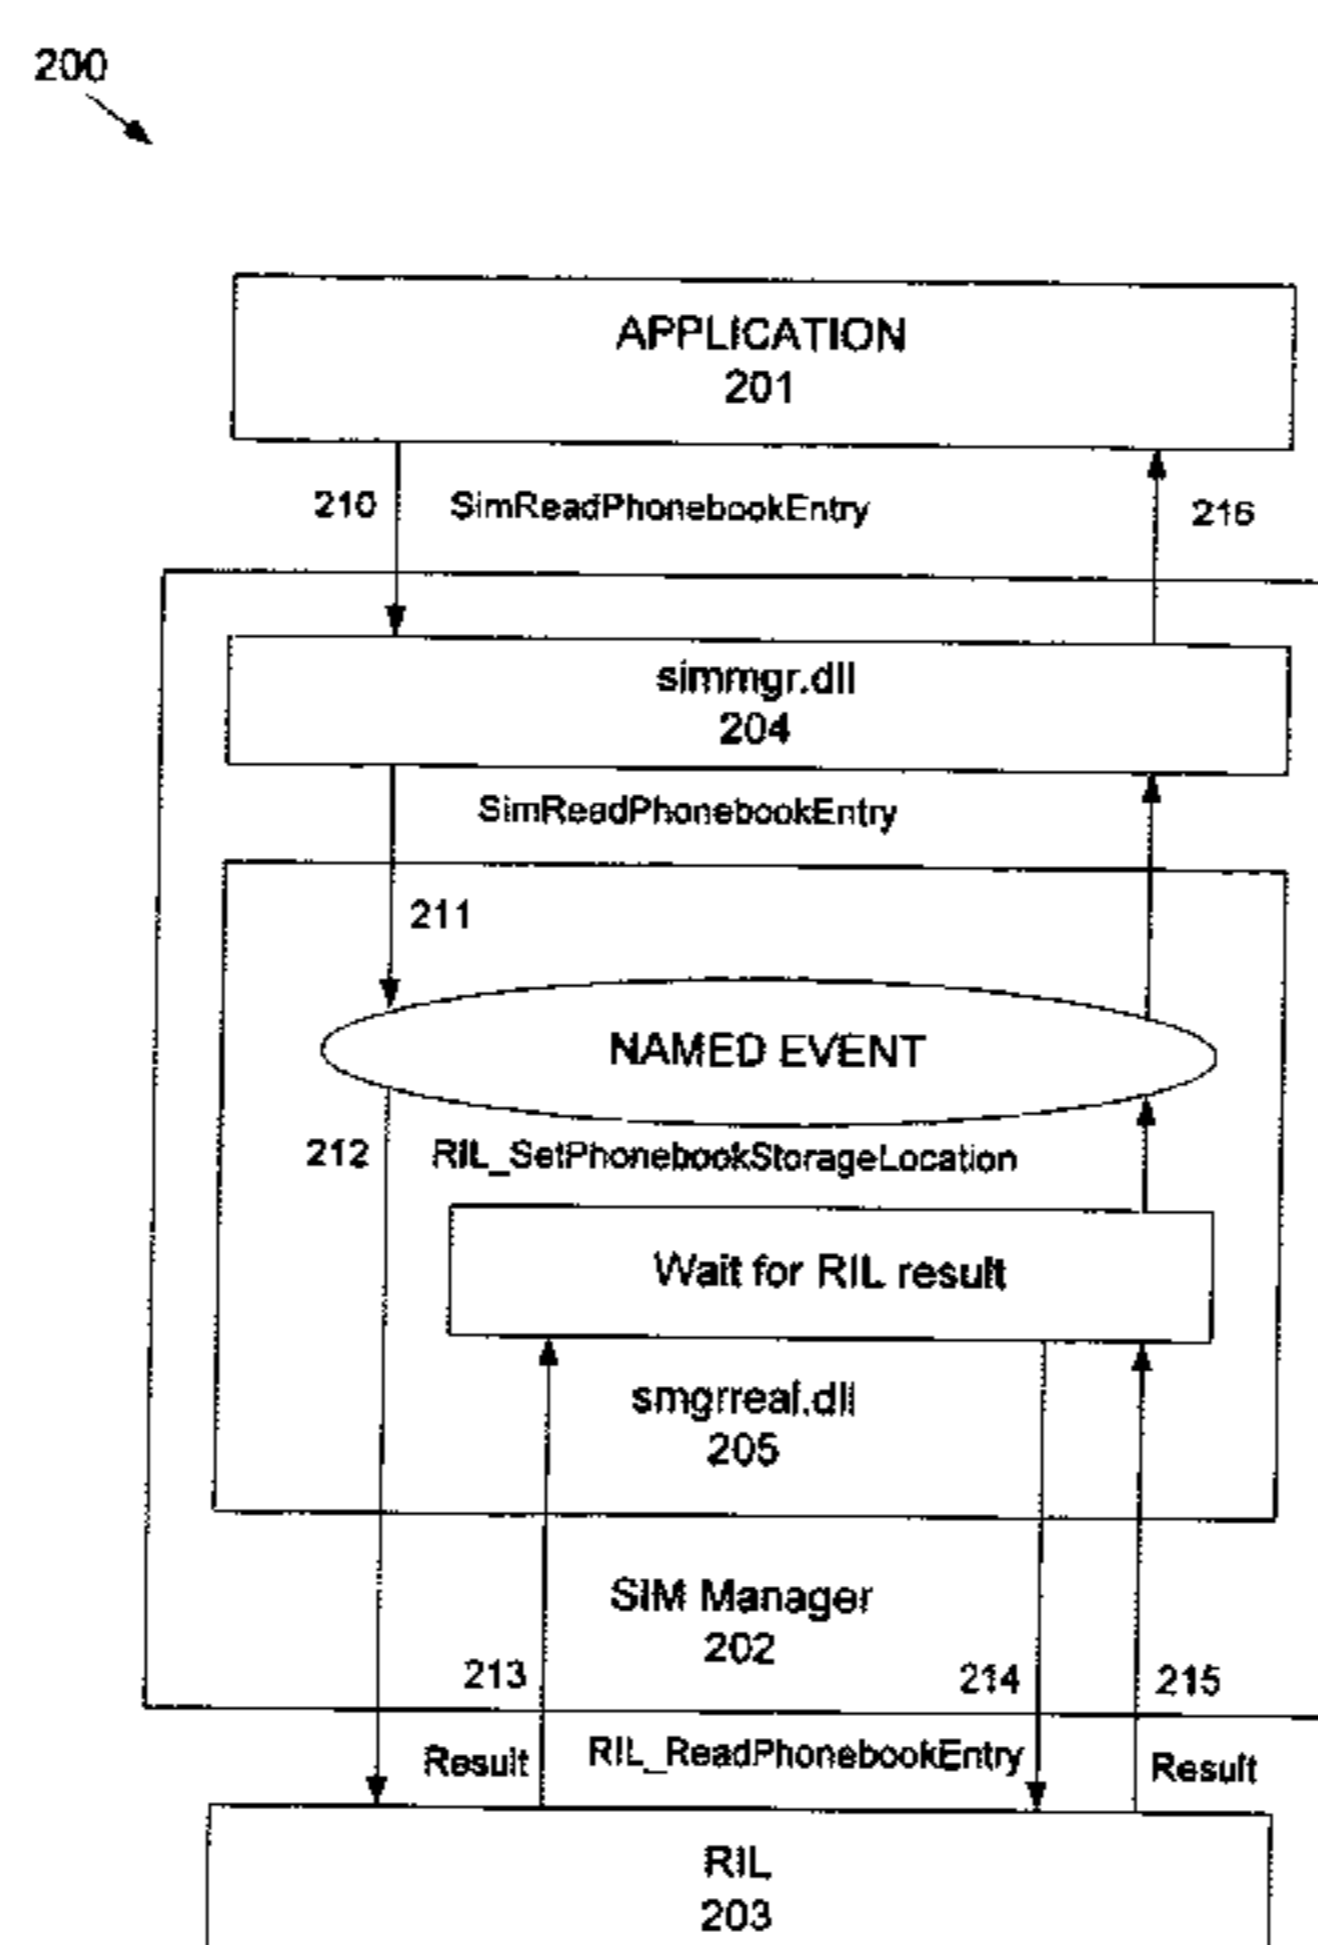 200
APPLICATION
201
210
SimReadPhonebookEntry
216
simmgr.dll
204
SimReadPhonebookEntry
211
NAMED EVENT
212
RIL_SetPhonebookStorageLocation
Wait for RIL result
smgrreal.dll
205
SIM Manager
202
213
214
215
Result
RIL_ReadPhonebookEntry
Result
RIL
203